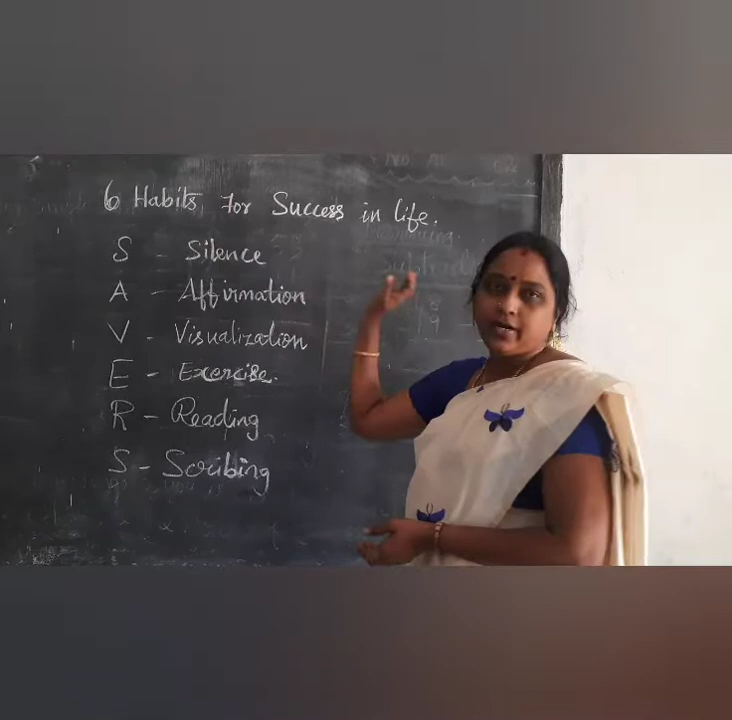 6 Habits For Success in life.
S - Silence
A - Affirmation
V - Visualization
E - Exercise.
R - Reading
S - Scribing